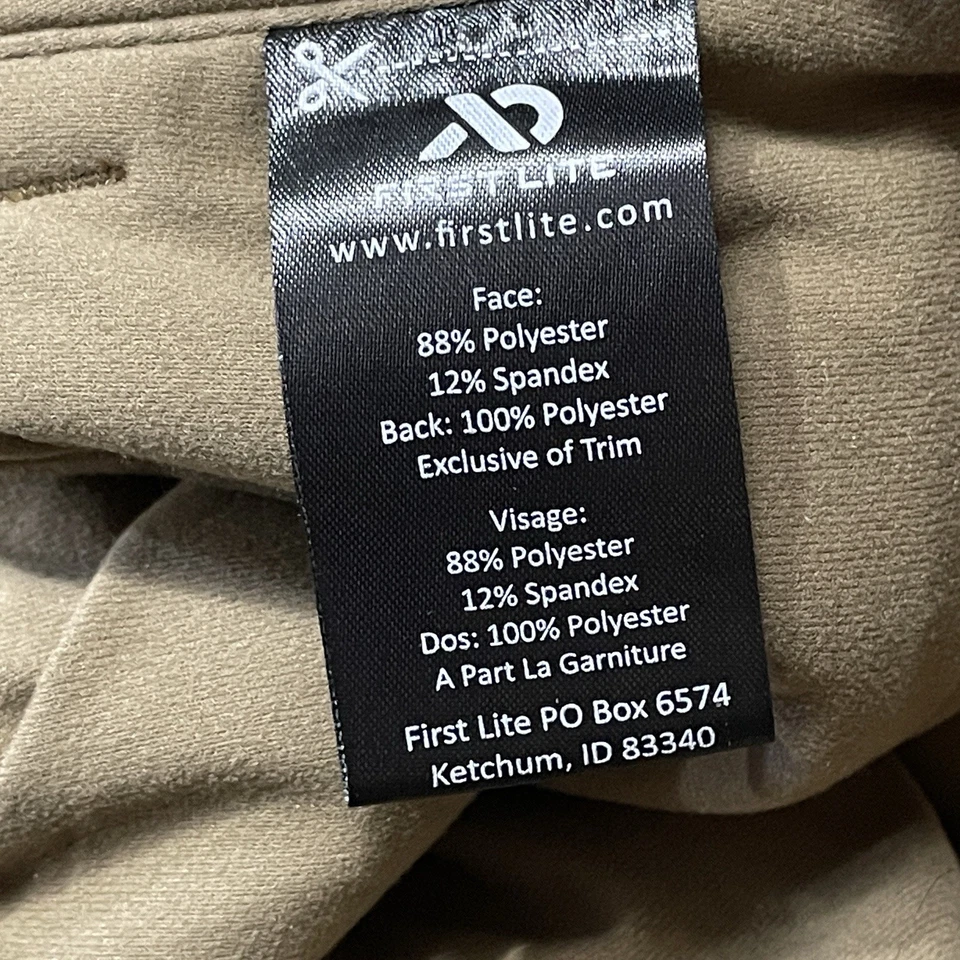 FIRST LITE
www.firstlite.com
Face:
88% Polyester
12% Spandex
Back: 100% Polyester
Exclusive of Trim
Visage:
88% Polyester
12% Spandex
Dos: 100% Polyester
A Part La Garniture
First Lite PO Box 6574
Ketchum, ID 83340